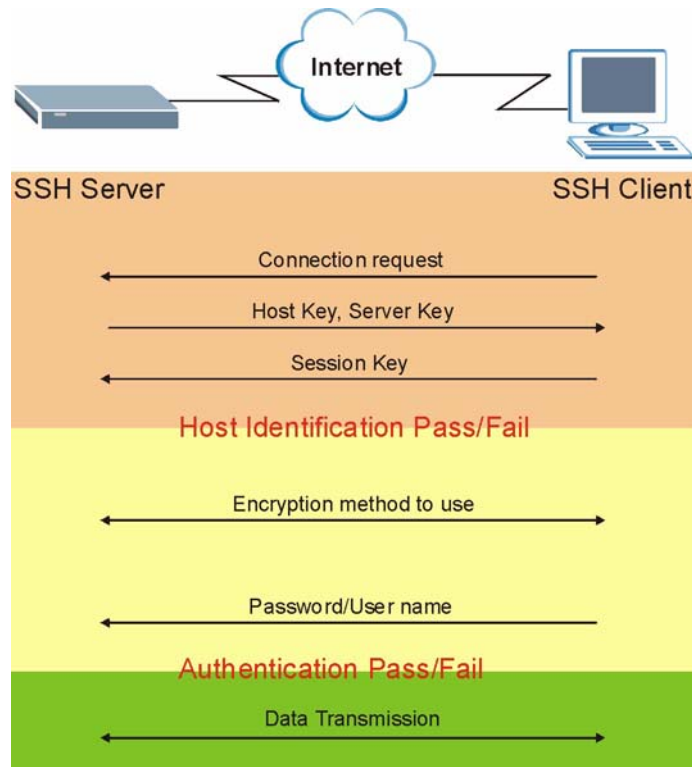 Internet
SSH Server
SSH Client
Connection request
Host Key, Server Key
Session Key
Host Identification Pass/Fail
Encryption method to use
Password/User name
Authentication Pass/Fail
Data Transmission